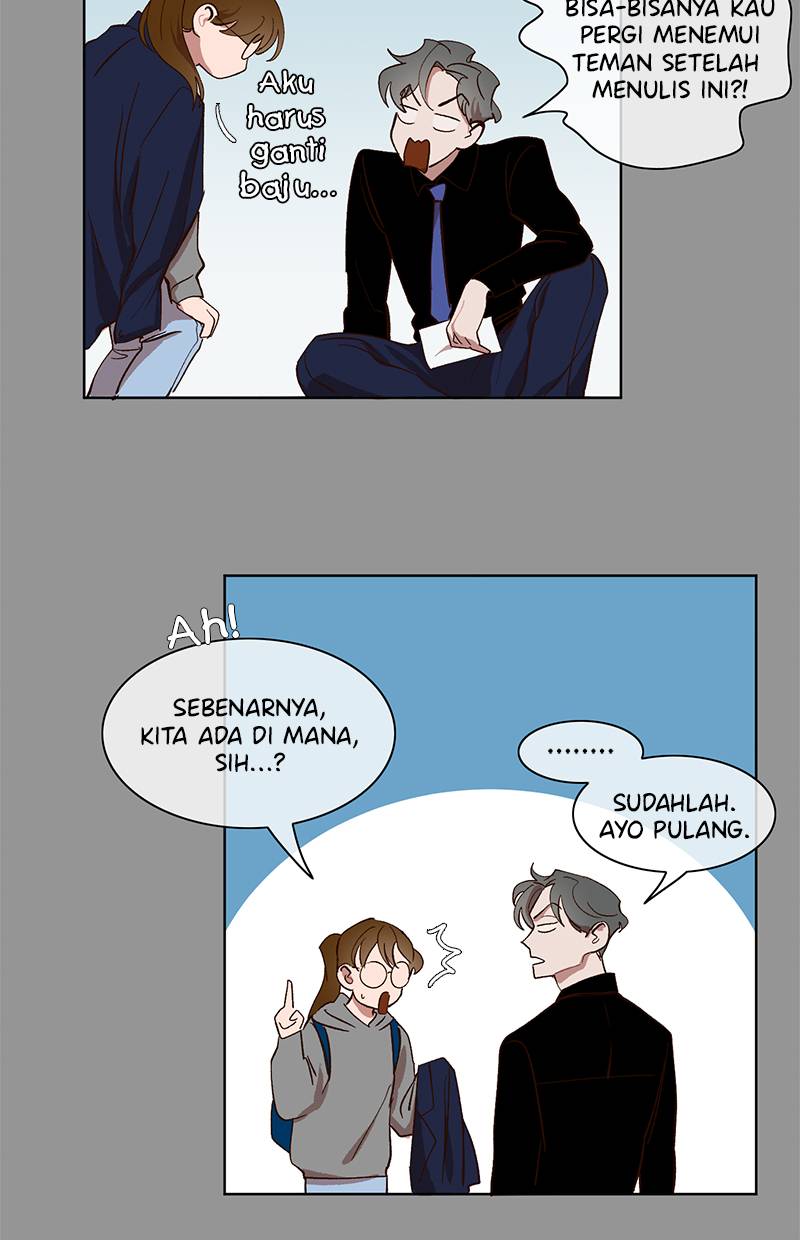 BISA-BISANYA KAU
PERGI MENEMUI
TEMAN SETELAH
MENULIS INI?!
Aku
harus
ganti
baju...
Ah!
SEBENARNYA,
KITA ADA DI MANA,
SIH...?
........
SUDAHLAH.
AYO PULANG.